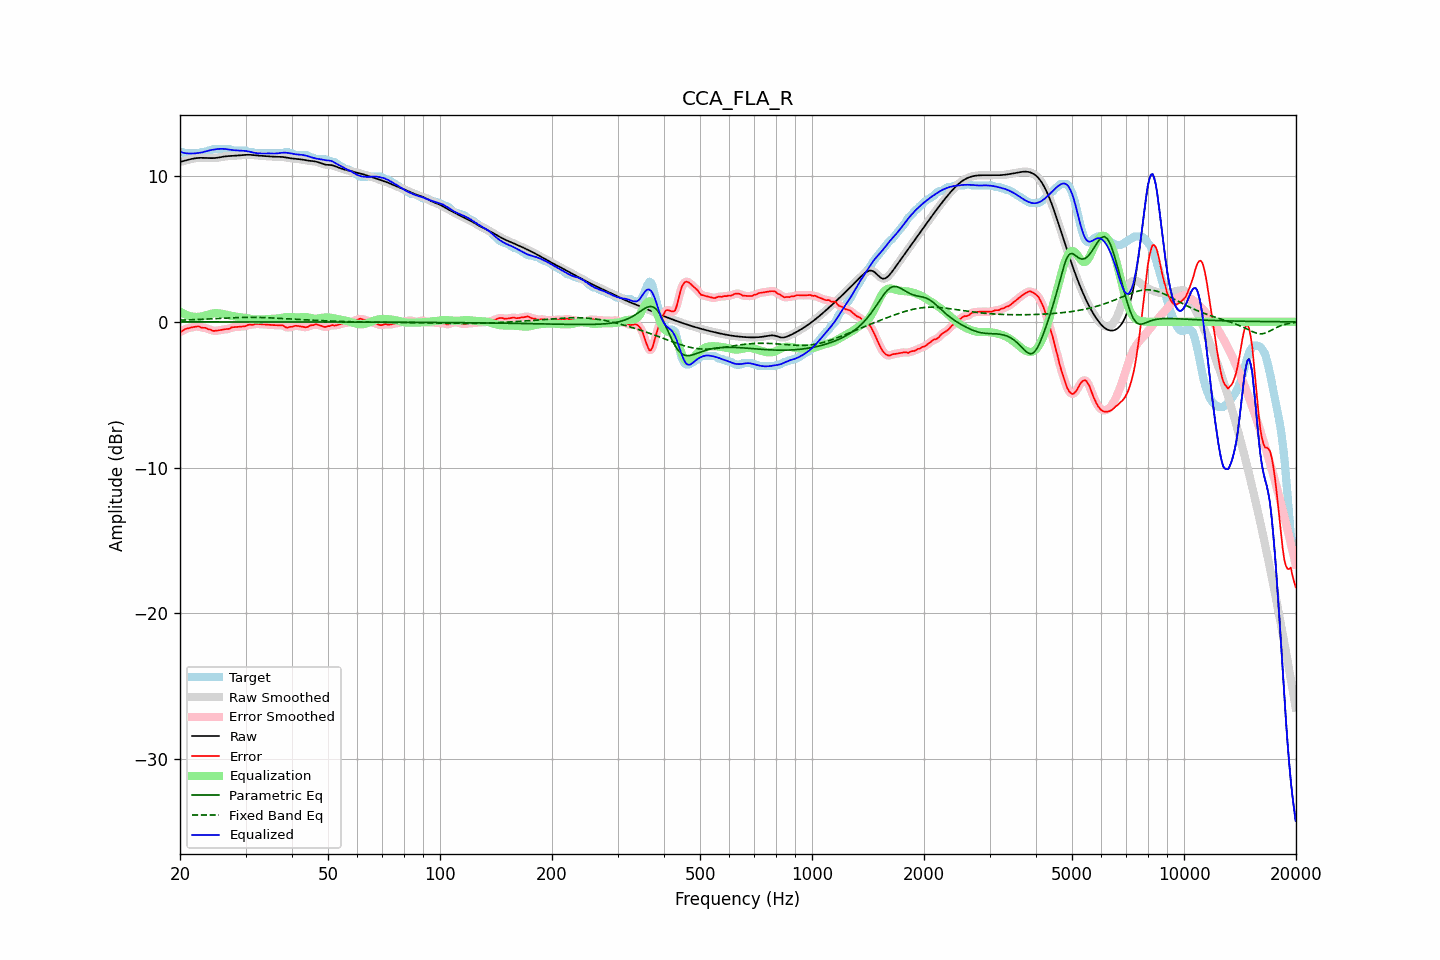 CCA_FLA_R
10
0
−10
−20
−30
Amplitude (dBr)
Target
Raw Smoothed
Error Smoothed
Raw
Error
Equalization
Parametric Eq
Fixed Band Eq
Equalized
20 50 100 200 500 1000 2000 5000 10000 20000
Frequency (Hz)